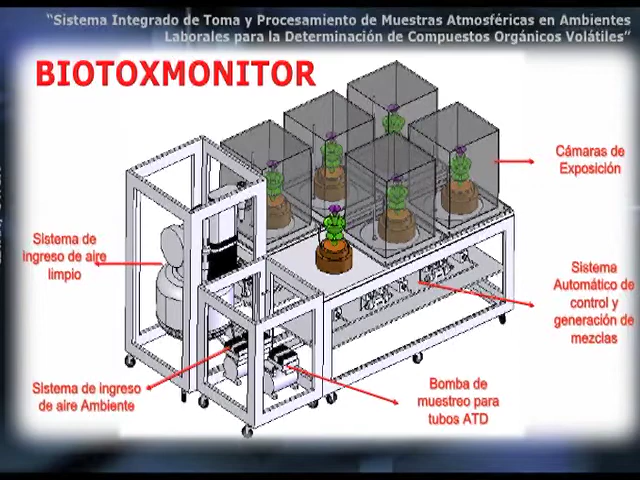 “Sistema Integrado de Toma y Procesamiento de Muestras Atmosféricas en Ambientes
Laborales para la Determinación de Compuestos Orgánicos Volátiles”
BIOTOXMONITOR
Cámaras de
Exposición
Sistema de
ingreso de aire
limpio
Sistema
Automático de
control y
generación de
mezclas
Sistema de ingreso
de aire Ambiente
Bomba de
muestreo para
tubos ATD